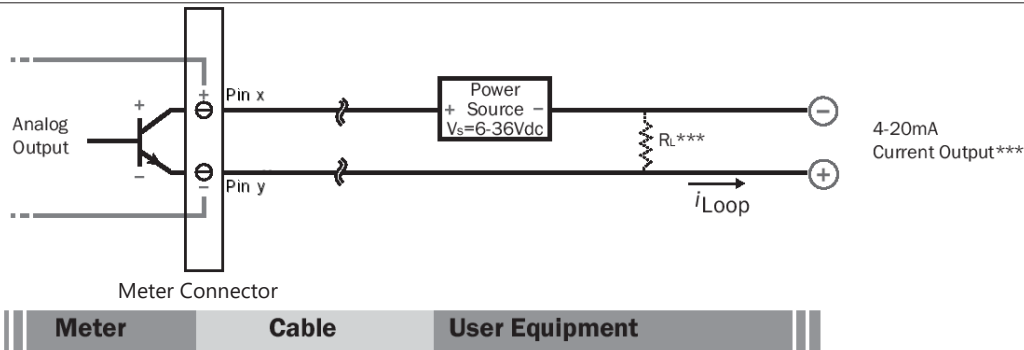 Analog
Output
+
−
+
Pin x
−
Pin y
Power
+ Source −
Vs=6-36Vdc
RL***
−
+
iLoop
4-20mA
Current Output***
Meter Connector
Meter
Cable
User Equipment